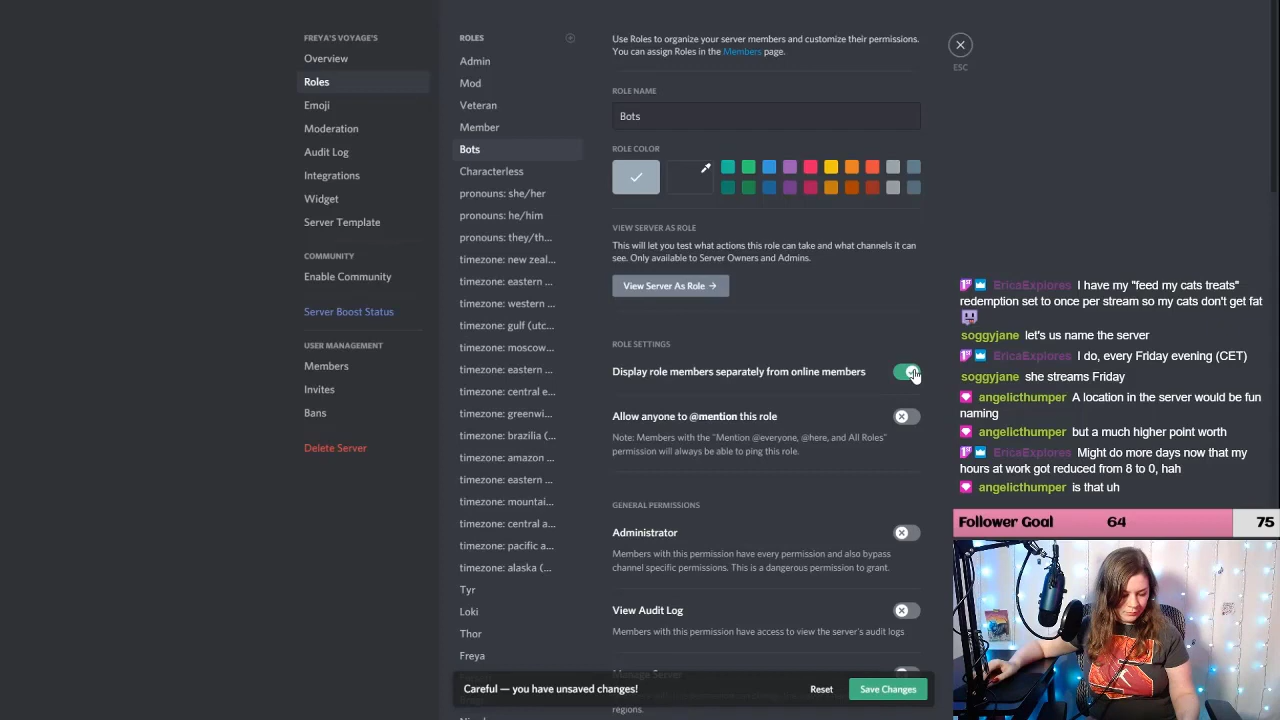 FREYA'S VOYAGE'S
Overview
Roles
Emoji
Moderation
Audit Log
Integrations
Widget
Server Template
COMMUNITY
Enable Community
Server Boost Status
USER MANAGEMENT
Members
Invites
Bans
Delete Server
ROLES
Admin
Mod
Veteran
Member
Bots
Characterless
pronouns: she/her
pronouns: he/him
pronouns: they/th...
timezone: new zeal...
timezone: eastern ...
timezone: western ...
timezone: gulf (utc...
timezone: moscow...
timezone: eastern ...
timezone: central e...
timezone: greenwi...
timezone: brazilia (...
timezone: amazon ...
timezone: eastern ...
timezone: mountai...
timezone: central a...
timezone: pacific a...
timezone: alaska (...
Tyr
Loki
Thor
Freya
Use Roles to organize your server members and customize their permissions.
You can assign Roles in the Members page.
ESC
ROLE NAME
Bots
ROLE COLOR
VIEW SERVER AS ROLE
This will let you test what actions this role can take and what channels it can
see. Only available to Server Owners and Admins.
View Server As Role →
ROLE SETTINGS
Display role members separately from online members
Allow anyone to @mention this role
Note: Members with the "Mention @everyone, @here, and All Roles"
permission will always be able to ping this role.
GENERAL PERMISSIONS
Administrator
Members with this permission have every permission and also bypass
channel specific permissions. This is a dangerous permission to grant.
View Audit Log
Members with this permission have access to view the server's audit logs
Manage Server
regions.
Careful — you have unsaved changes!
Reset
Save Changes
EricaExplores I have my "feed my cats treats"
redemption set to once per stream so my cats don't get fat
soggyjane let's us name the server
EricaExplores I do, every Friday evening (CET)
soggyjane she streams Friday
angelicthumper A location in the server would be fun
naming
angelicthumper but a much higher point worth
EricaExplores Might do more days now that my
hours at work got reduced from 8 to 0, hah
angelicthumper is that uh
Follower Goal 64 75